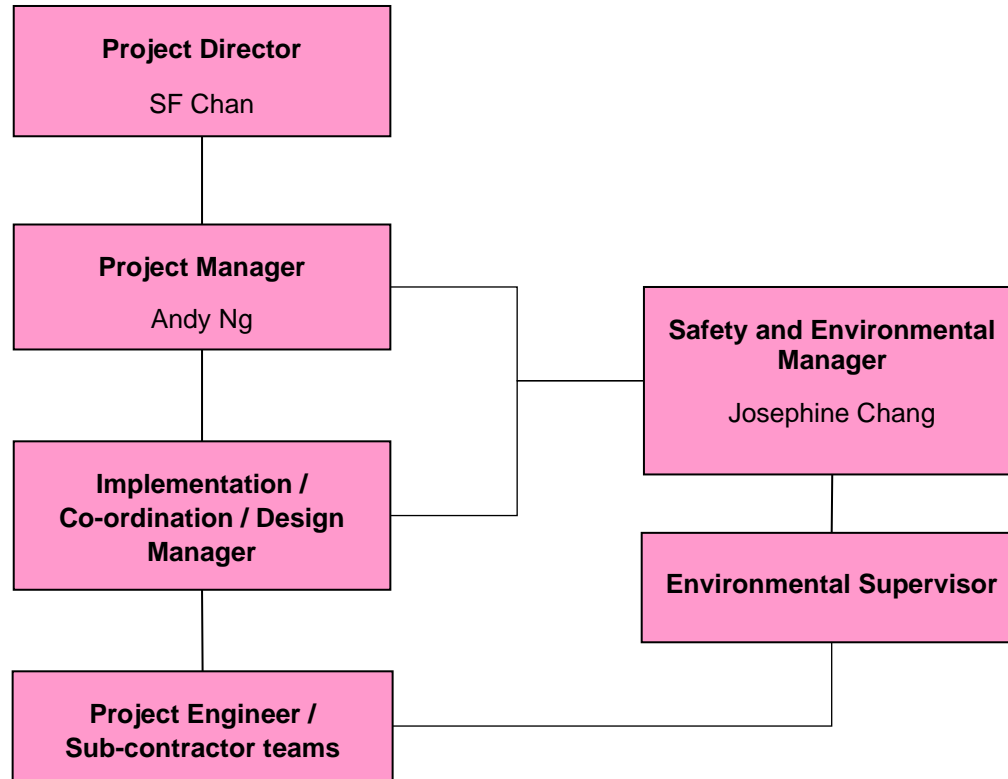 Project Director
SF Chan
Project Manager
Andy Ng
Safety and Environmental
Manager
Josephine Chang
Implementation /
Co-ordination / Design
Manager
Environmental Supervisor
Project Engineer /
Sub-contractor teams